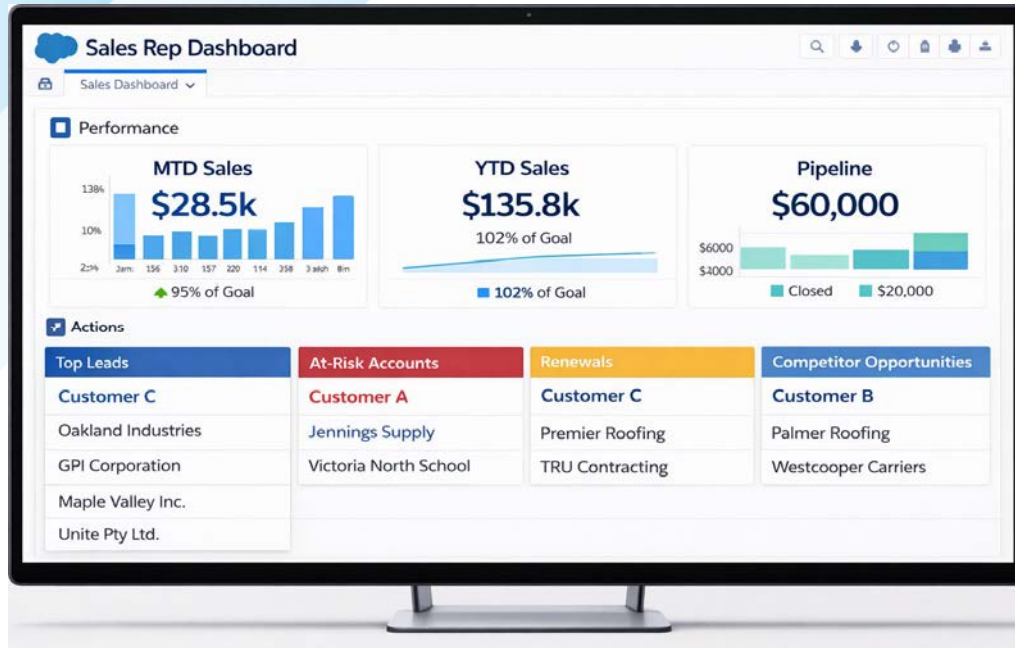 Sales Rep Dashboard
Sales Dashboard
Performance
MTD Sales
$28.5k
138%
10%
156 310 157 220 114 358
95% of Goal
YTD Sales
$135.8k
102% of Goal
102% of Goal
Pipeline
$60,000
$6000
$4000
Closed $20,000
Actions
Top Leads
Customer C
Oakland Industries
GPI Corporation
Maple Valley Inc.
Unite Pty Ltd.
At-Risk Accounts
Customer A
Jennings Supply
Victoria North School
Renewals
Customer C
Premier Roofing
TRU Contracting
Competitor Opportunities
Customer B
Palmer Roofing
Westcooper Carriers